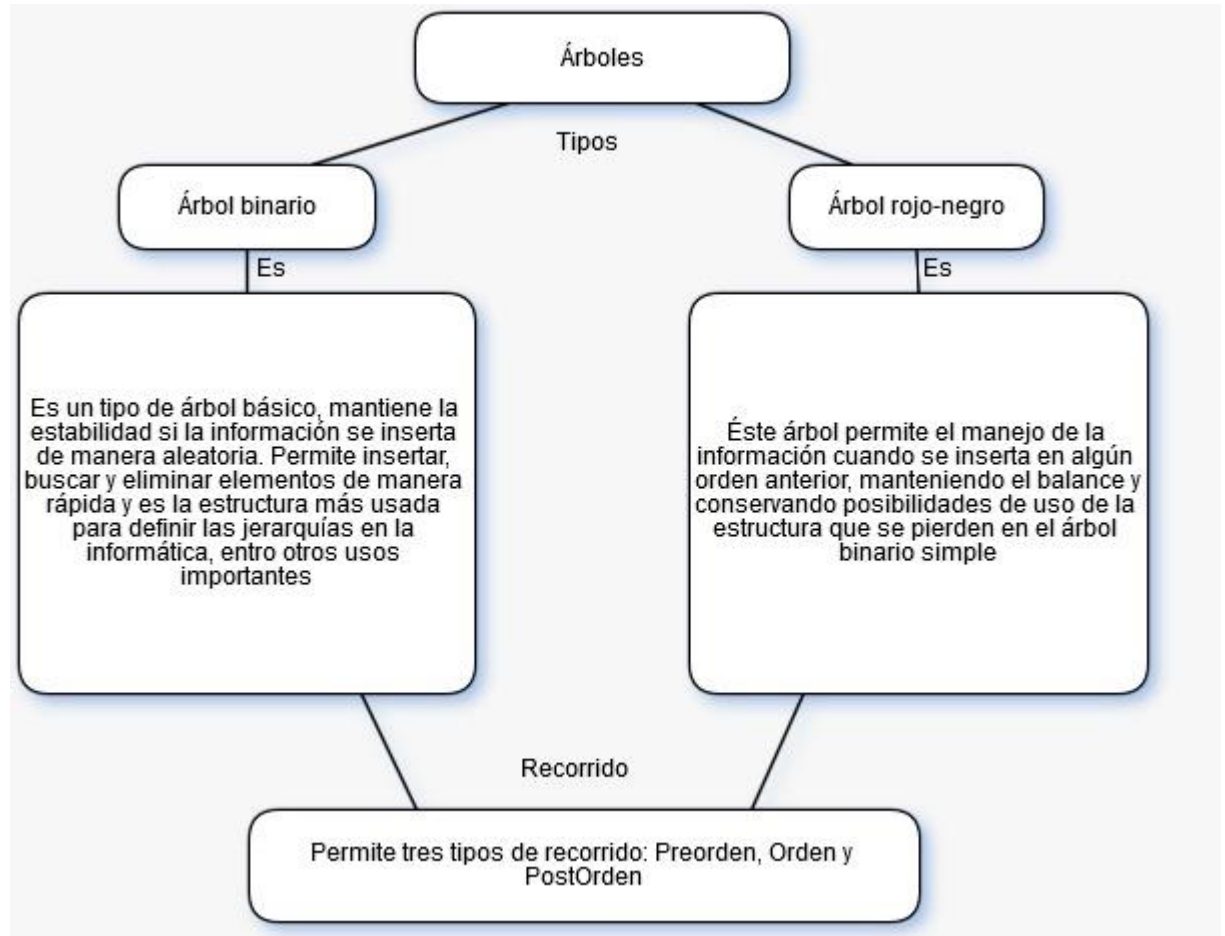 Árboles
Tipos
Árbol binario
Árbol rojo-negro
Es
Es
Es un tipo de árbol básico, mantiene la
estabilidad si la información se inserta
de manera aleatoria. Permite insertar,
buscar y eliminar elementos de manera
rápida y es la estructura más usada
para definir las jerarquías en la
informática, entro otros usos
importantes
Éste árbol permite el manejo de la
información cuando se inserta en algún
orden anterior, manteniendo el balance y
conservando posibilidades de uso de la
estructura que se pierden en el árbol
binario simple
Recorrido
Permite tres tipos de recorrido: Preorden, Orden y
PostOrden